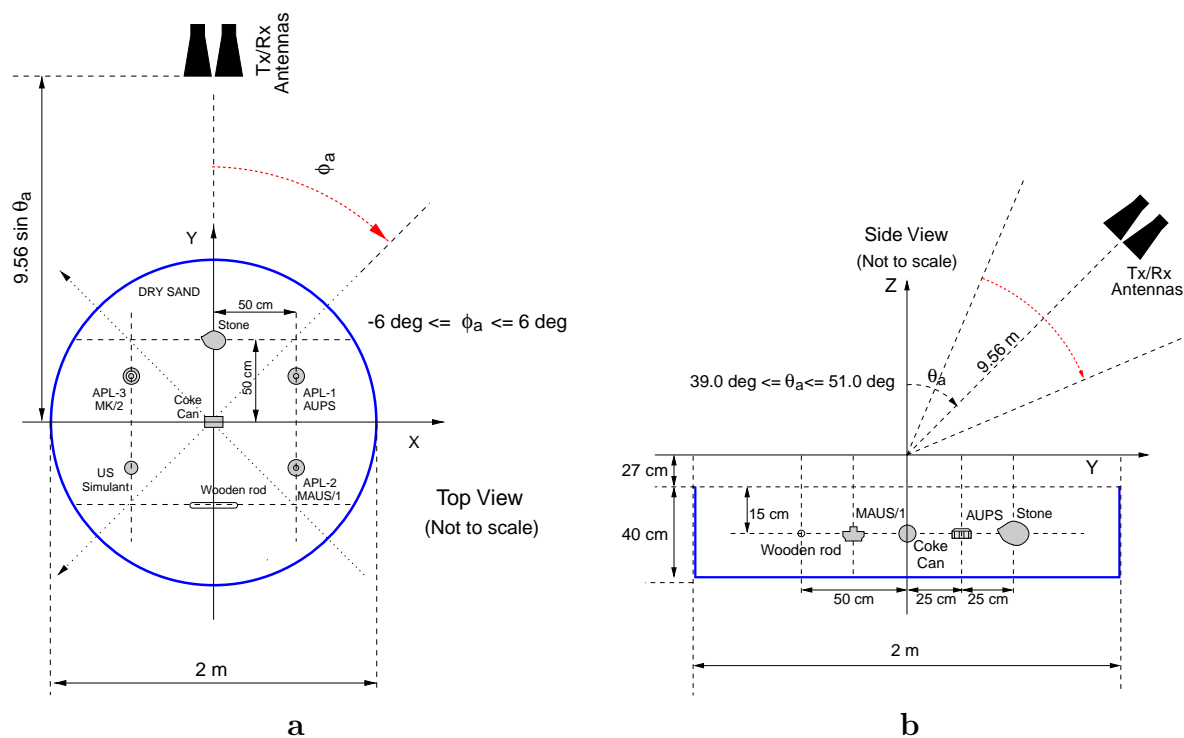 Tx/Rx
Antennas
9.56 sin θa
ϕa
Y
DRY SAND
50 cm
Stone
-6 deg <= ϕa <= 6 deg
50 cm
APL-3
MK/2
Coke
Can
APL-1
AUPS
X
US
Simulant
Wooden rod
APL-2
MAUS/1
Top View
(Not to scale)
2 m
a
Side View
(Not to scale)
Z
Tx/Rx
Antennas
9.56 m
39.0 deg <= θa <= 51.0 deg
θa
Y
27 cm
40 cm
15 cm
MAUS/1
AUPS
Stone
Wooden rod
Coke
Can
50 cm
25 cm
25 cm
2 m
b